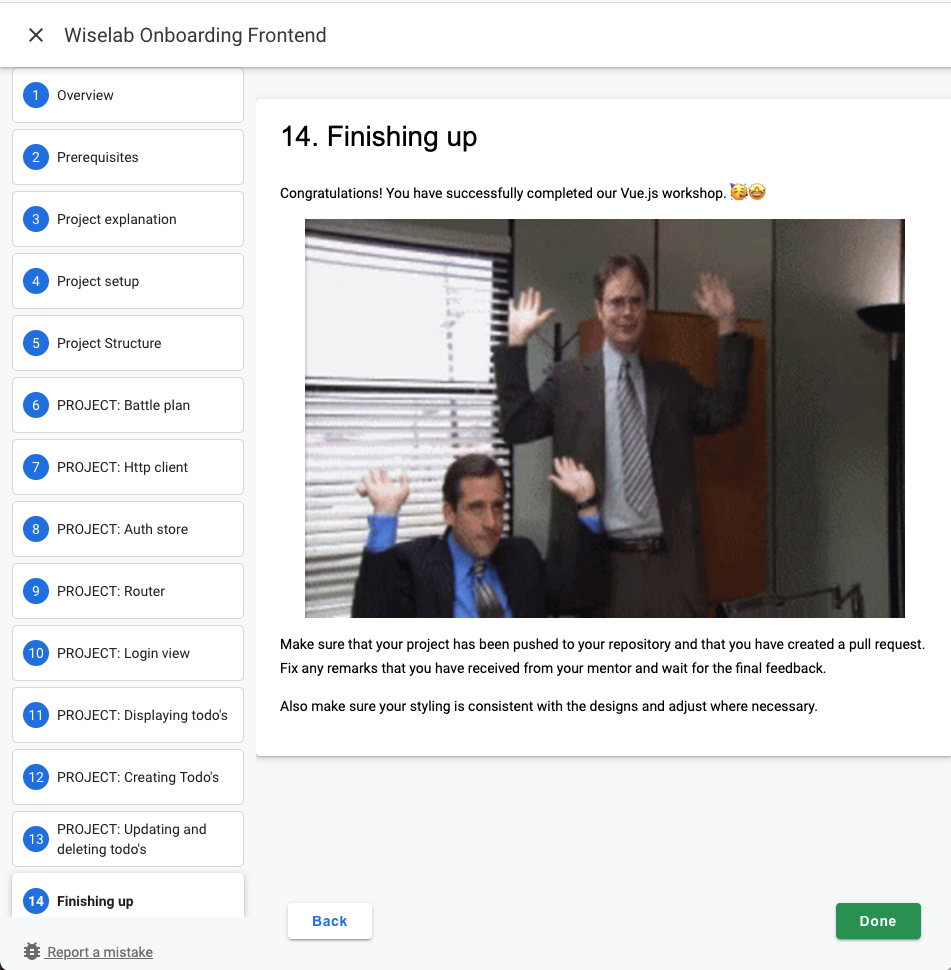 Wiselab Onboarding Frontend
1 Overview
2 Prerequisites
3 Project explanation
4 Project setup
5 Project Structure
6 PROJECT: Battle plan
7 PROJECT: Http client
8 PROJECT: Auth store
9 PROJECT: Router
10 PROJECT: Login view
11 PROJECT: Displaying todo's
12 PROJECT: Creating Todo's
13 PROJECT: Updating and
deleting todo's
14 Finishing up
Report a mistake
14. Finishing up
Congratulations! You have successfully completed our Vue.js workshop. 🥳🤩
Make sure that your project has been pushed to your repository and that you have created a pull request.
Fix any remarks that you have received from your mentor and wait for the final feedback.
Also make sure your styling is consistent with the designs and adjust where necessary.
Back
Done